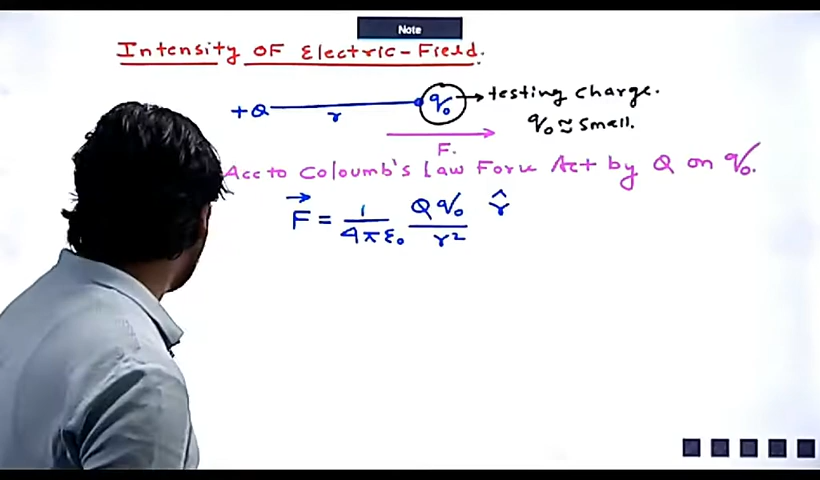 Note
Intensity OF Electric-Field.
+Q r q₀ → testing charge.
q₀ ≈ small.
F.
Acc to Coloumb's Law Force Act by Q on q₀.
F⃗ = 1/4πε₀ Qq₀/r² r̂